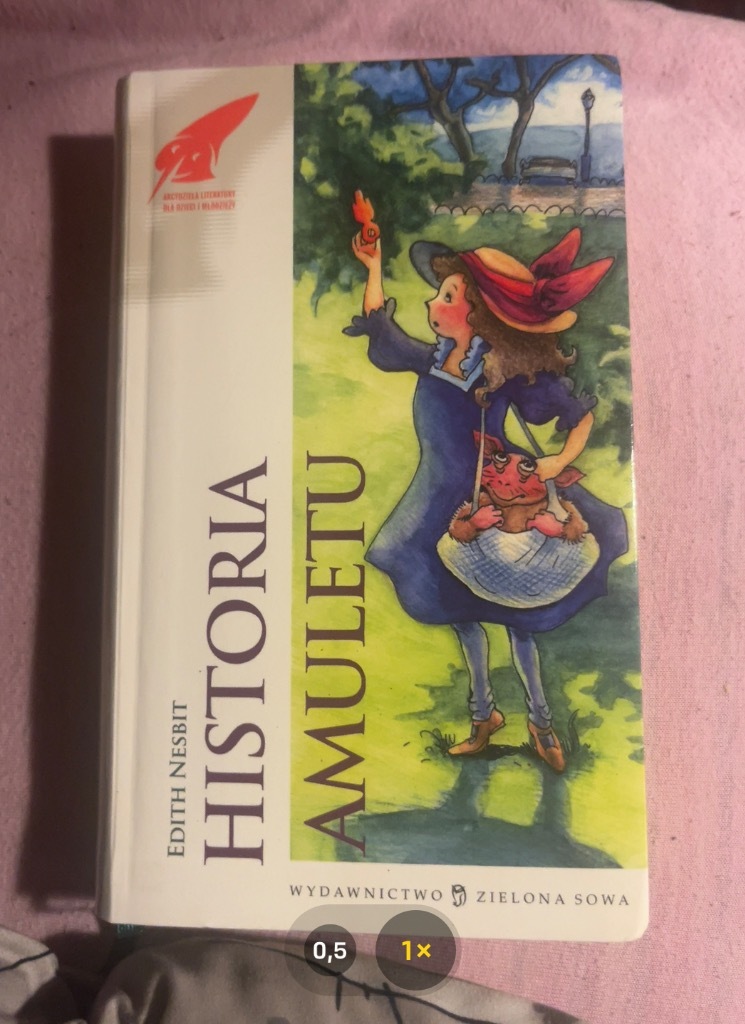 ARCYDZIEŁA LITERATURY
DLA DZIECI I MŁODZIEŻY
EDITH NESBIT
HISTORIA
AMULETU
WYDAWNICTWO ZIELONA SOWA
0,5 1×